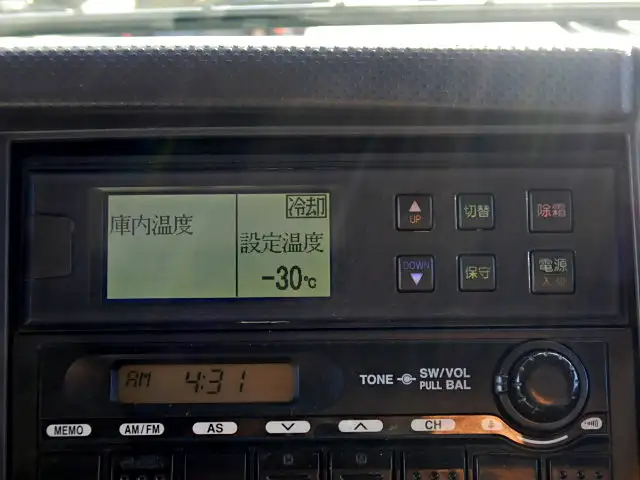 冷却
庫内温度
設定温度
-30℃
UP
切替
除霜
DOWN
保守
電源
入/切
AM 4:31
TONE
SW/VOL
PULL BAL
MEMO
AM/FM
AS
CH